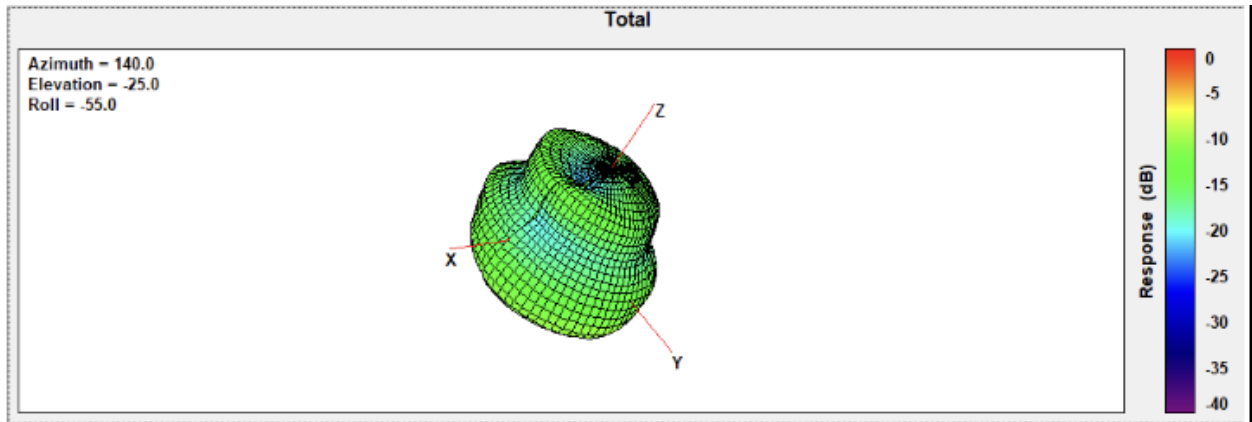 Total
Azimuth = 140.0
Elevation = -25.0
Roll = -55.0
Z
X
Y
Response (dB)
0
-5
-10
-15
-20
-25
-30
-35
-40